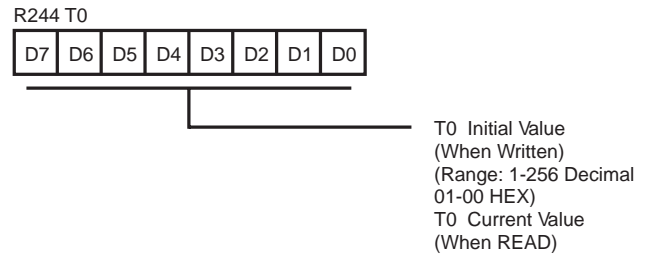 R244 T0
D7 D6 D5 D4 D3 D2 D1 D0
T0 Initial Value
(When Written)
(Range: 1-256 Decimal
01-00 HEX)
T0 Current Value
(When READ)